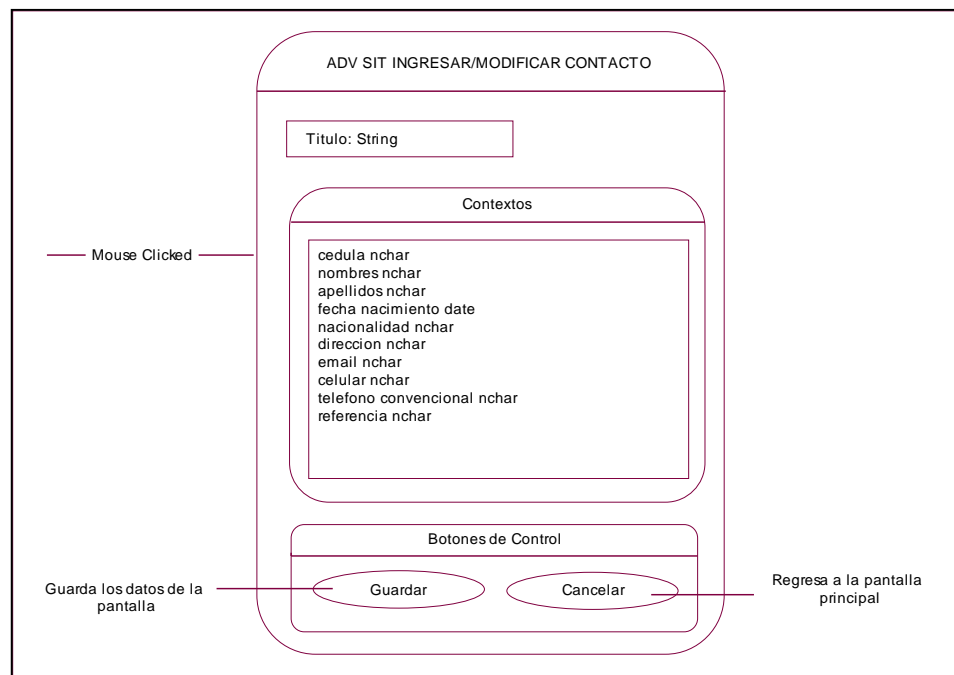 ADV SIT INGRESAR/MODIFICAR CONTACTO
Titulo: String
Contextos
Mouse Clicked
cedula nchar
nombres nchar
apellidos nchar
fecha nacimiento date
nacionalidad nchar
direccion nchar
email nchar
celular nchar
telefono convencional nchar
referencia nchar
Botones de Control
Guarda los datos de la
pantalla
Guardar
Cancelar
Regresa a la pantalla
principal